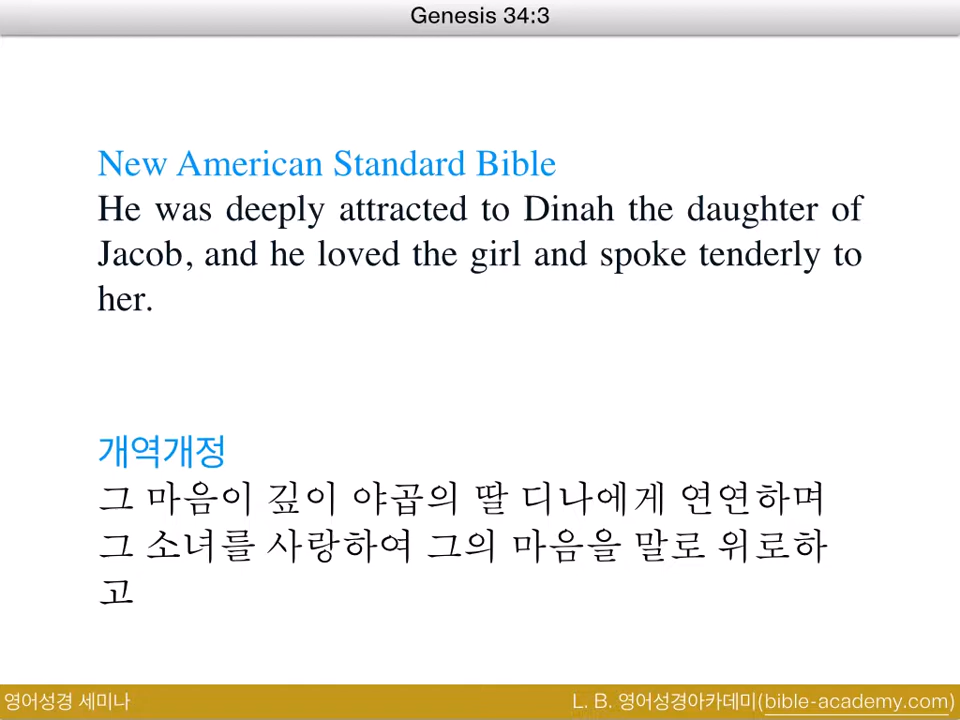 Genesis 34:3
New American Standard Bible
He was deeply attracted to Dinah the daughter of
Jacob, and he loved the girl and spoke tenderly to
her.
개역개정
그 마음이 깊이 야곱의 딸 디나에게 연연하며
그 소녀를 사랑하여 그의 마음을 말로 위로하
고
영어성경 세미나
L. B. 영어성경아카데미(bible-academy.com)